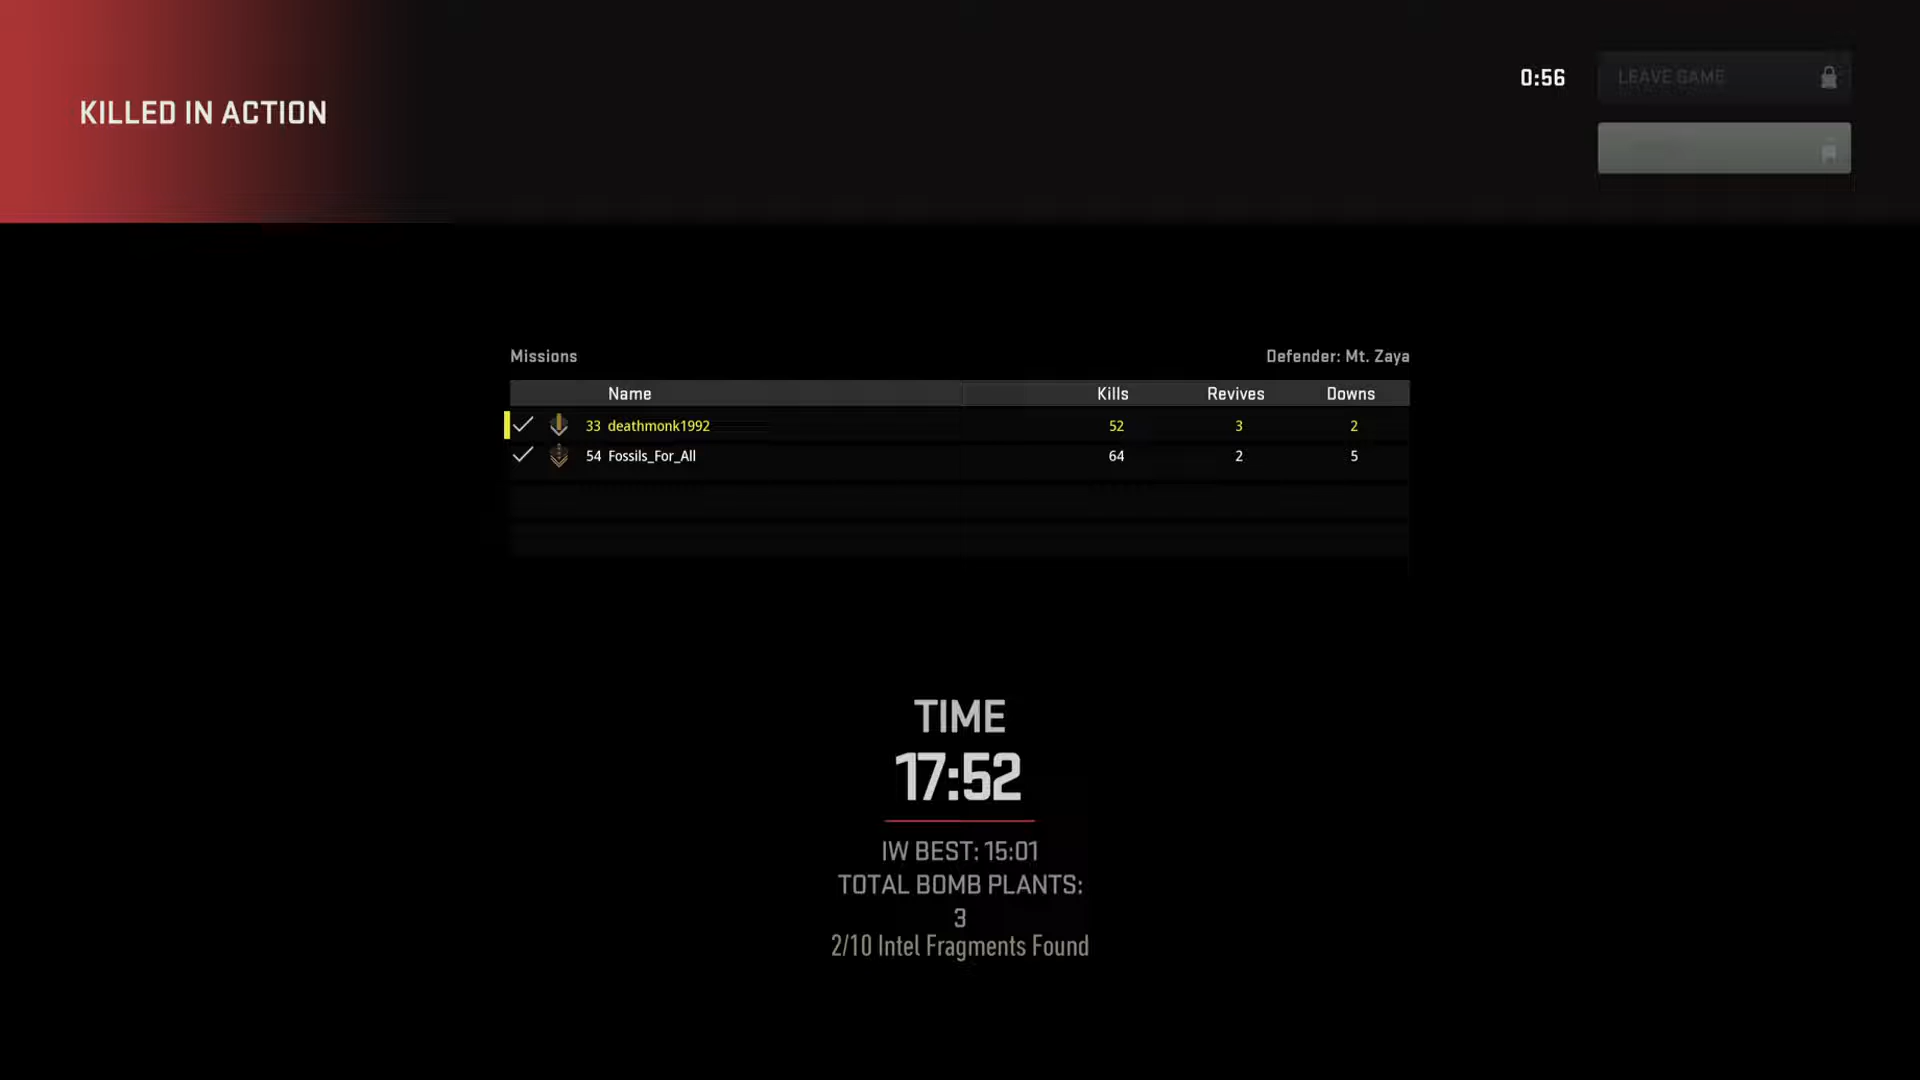 KILLED IN ACTION
0:56
LEAVE GAME
Missions
Defender: Mt. Zaya
Name Kills Revives Downs
33 deathmonk1992 52 3 2
54 Fossils_For_All 64 2 5
TIME
17:52
IW BEST: 15:01
TOTAL BOMB PLANTS:
3
2/10 Intel Fragments Found